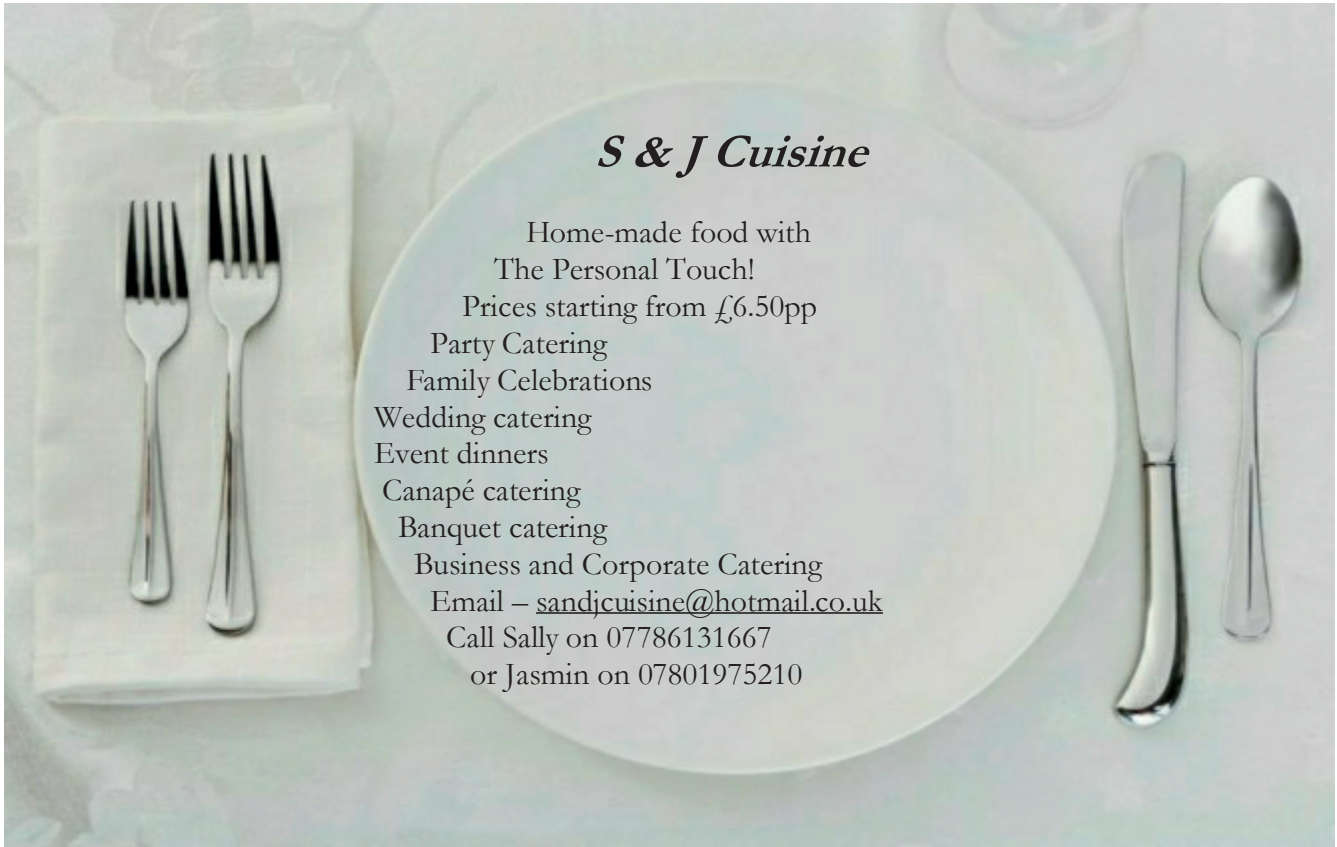 S & J Cuisine
Home-made food with
The Personal Touch!
Prices starting from £6.50pp
Party Catering
Family Celebrations
Wedding catering
Event dinners
Canapé catering
Banquet catering
Business and Corporate Catering
Email – sandjcuisine@hotmail.co.uk
Call Sally on 07786131667
or Jasmin on 07801975210